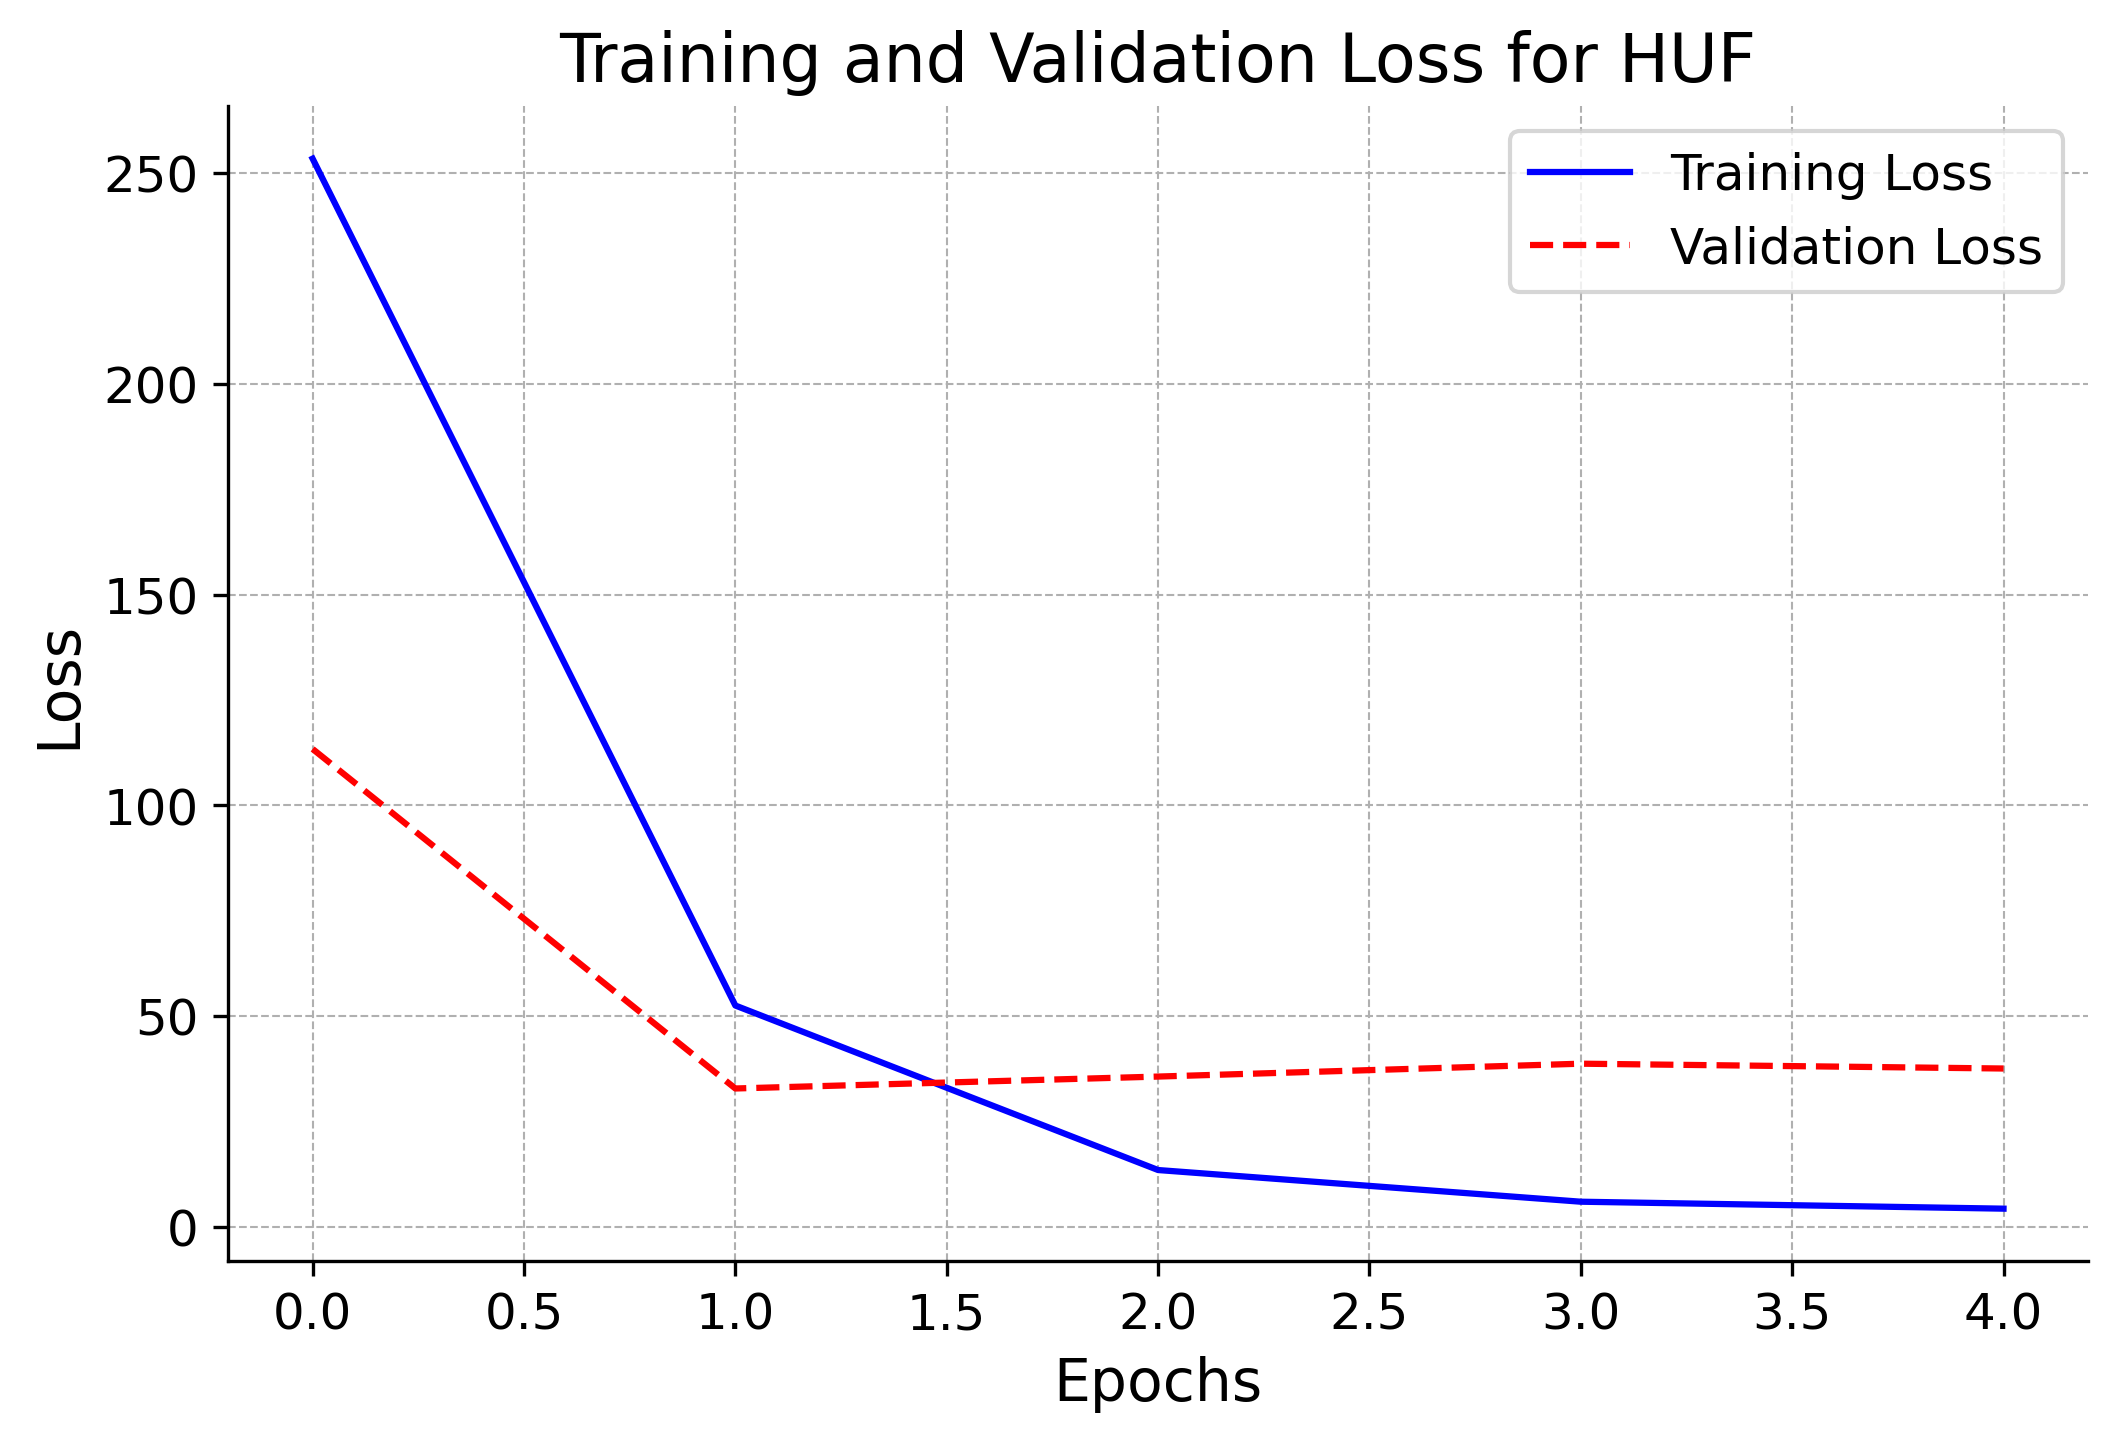 Training and Validation Loss for HUF
Training Loss
Validation Loss
Loss
250
200
150
100
50
0
0.0 0.5 1.0 1.5 2.0 2.5 3.0 3.5 4.0
Epochs